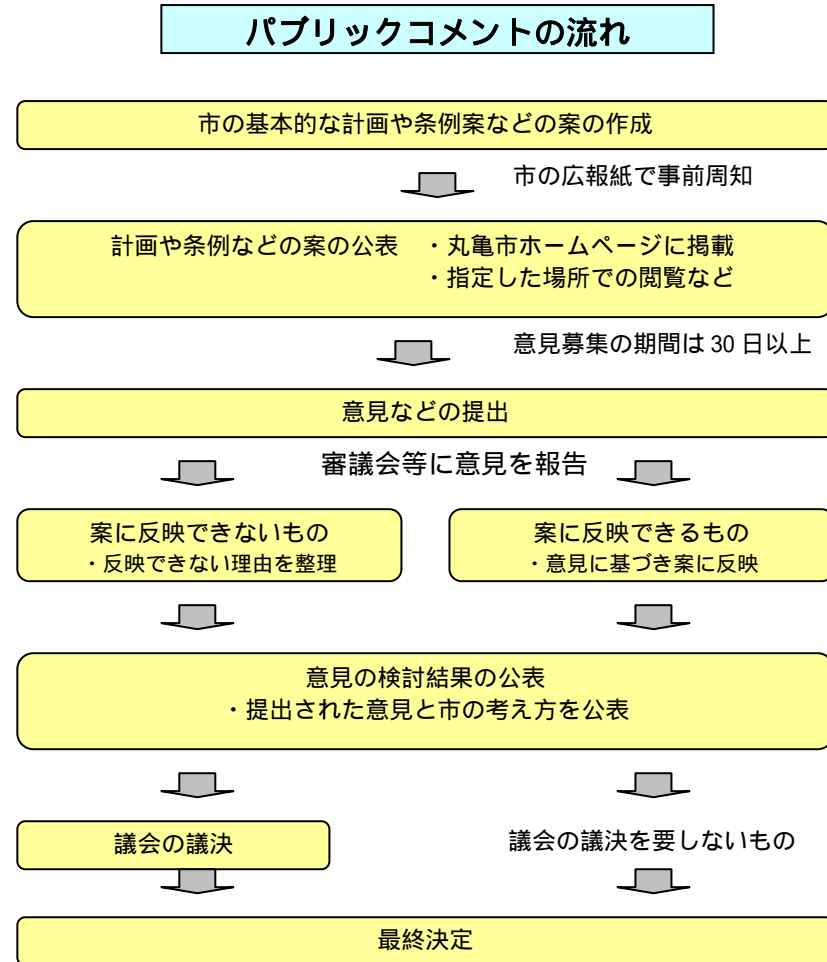 パブリックコメントの流れ
市の基本的な計画や条例案などの案の作成
市の広報紙で事前周知
計画や条例などの案の公表 ・丸亀市ホームページに掲載
・指定した場所での閲覧など
意見募集の期間は 30 日以上
意見などの提出
審議会等に意見を報告
案に反映できないもの
・反映できない理由を整理
案に反映できるもの
・意見に基づき案に反映
意見の検討結果の公表
・提出された意見と市の考え方を公表
議会の議決
議会の議決を要しないもの
最終決定